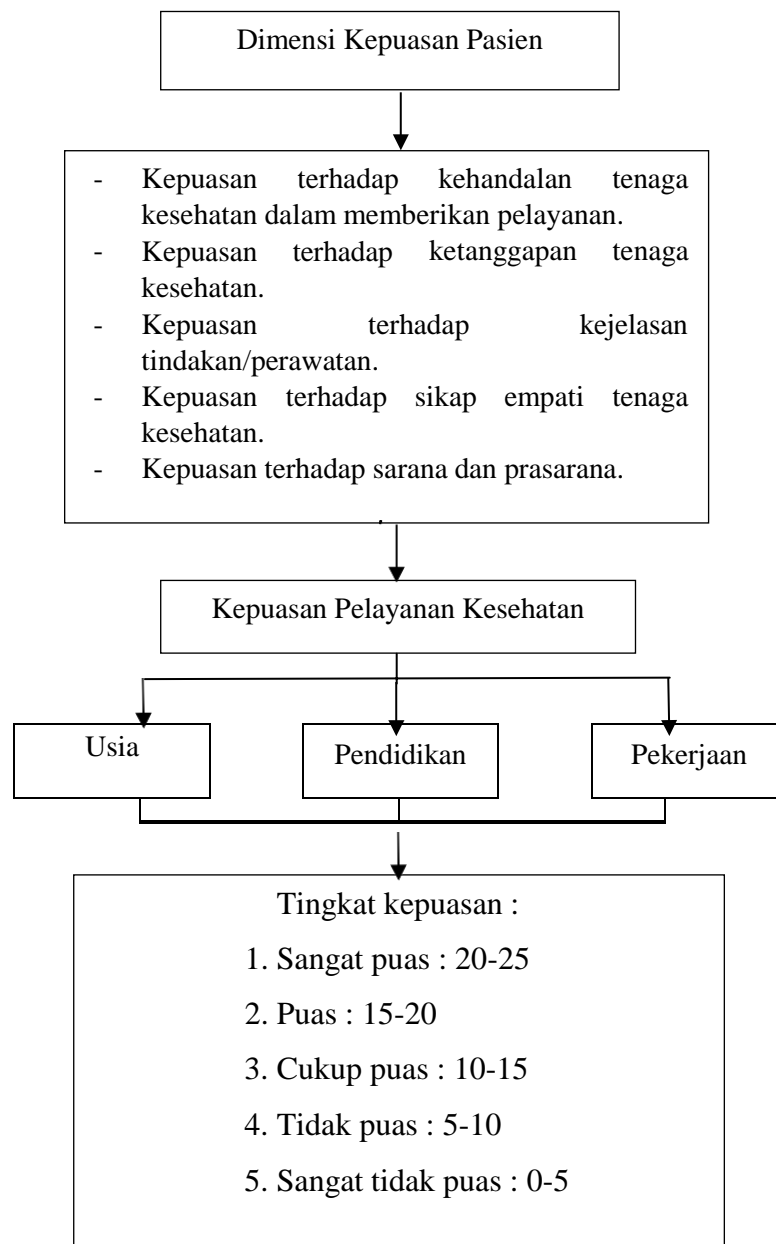 Dimensi Kepuasan Pasien
- Kepuasan terhadap kehandalan tenaga
kesehatan dalam memberikan pelayanan.
- Kepuasan terhadap ketanggapan tenaga
kesehatan.
- Kepuasan terhadap kejelasan
tindakan/perawatan.
- Kepuasan terhadap sikap empati tenaga
kesehatan.
- Kepuasan terhadap sarana dan prasarana.
Kepuasan Pelayanan Kesehatan
Usia
Pendidikan
Pekerjaan
Tingkat kepuasan :
1. Sangat puas : 20-25
2. Puas : 15-20
3. Cukup puas : 10-15
4. Tidak puas : 5-10
5. Sangat tidak puas : 0-5